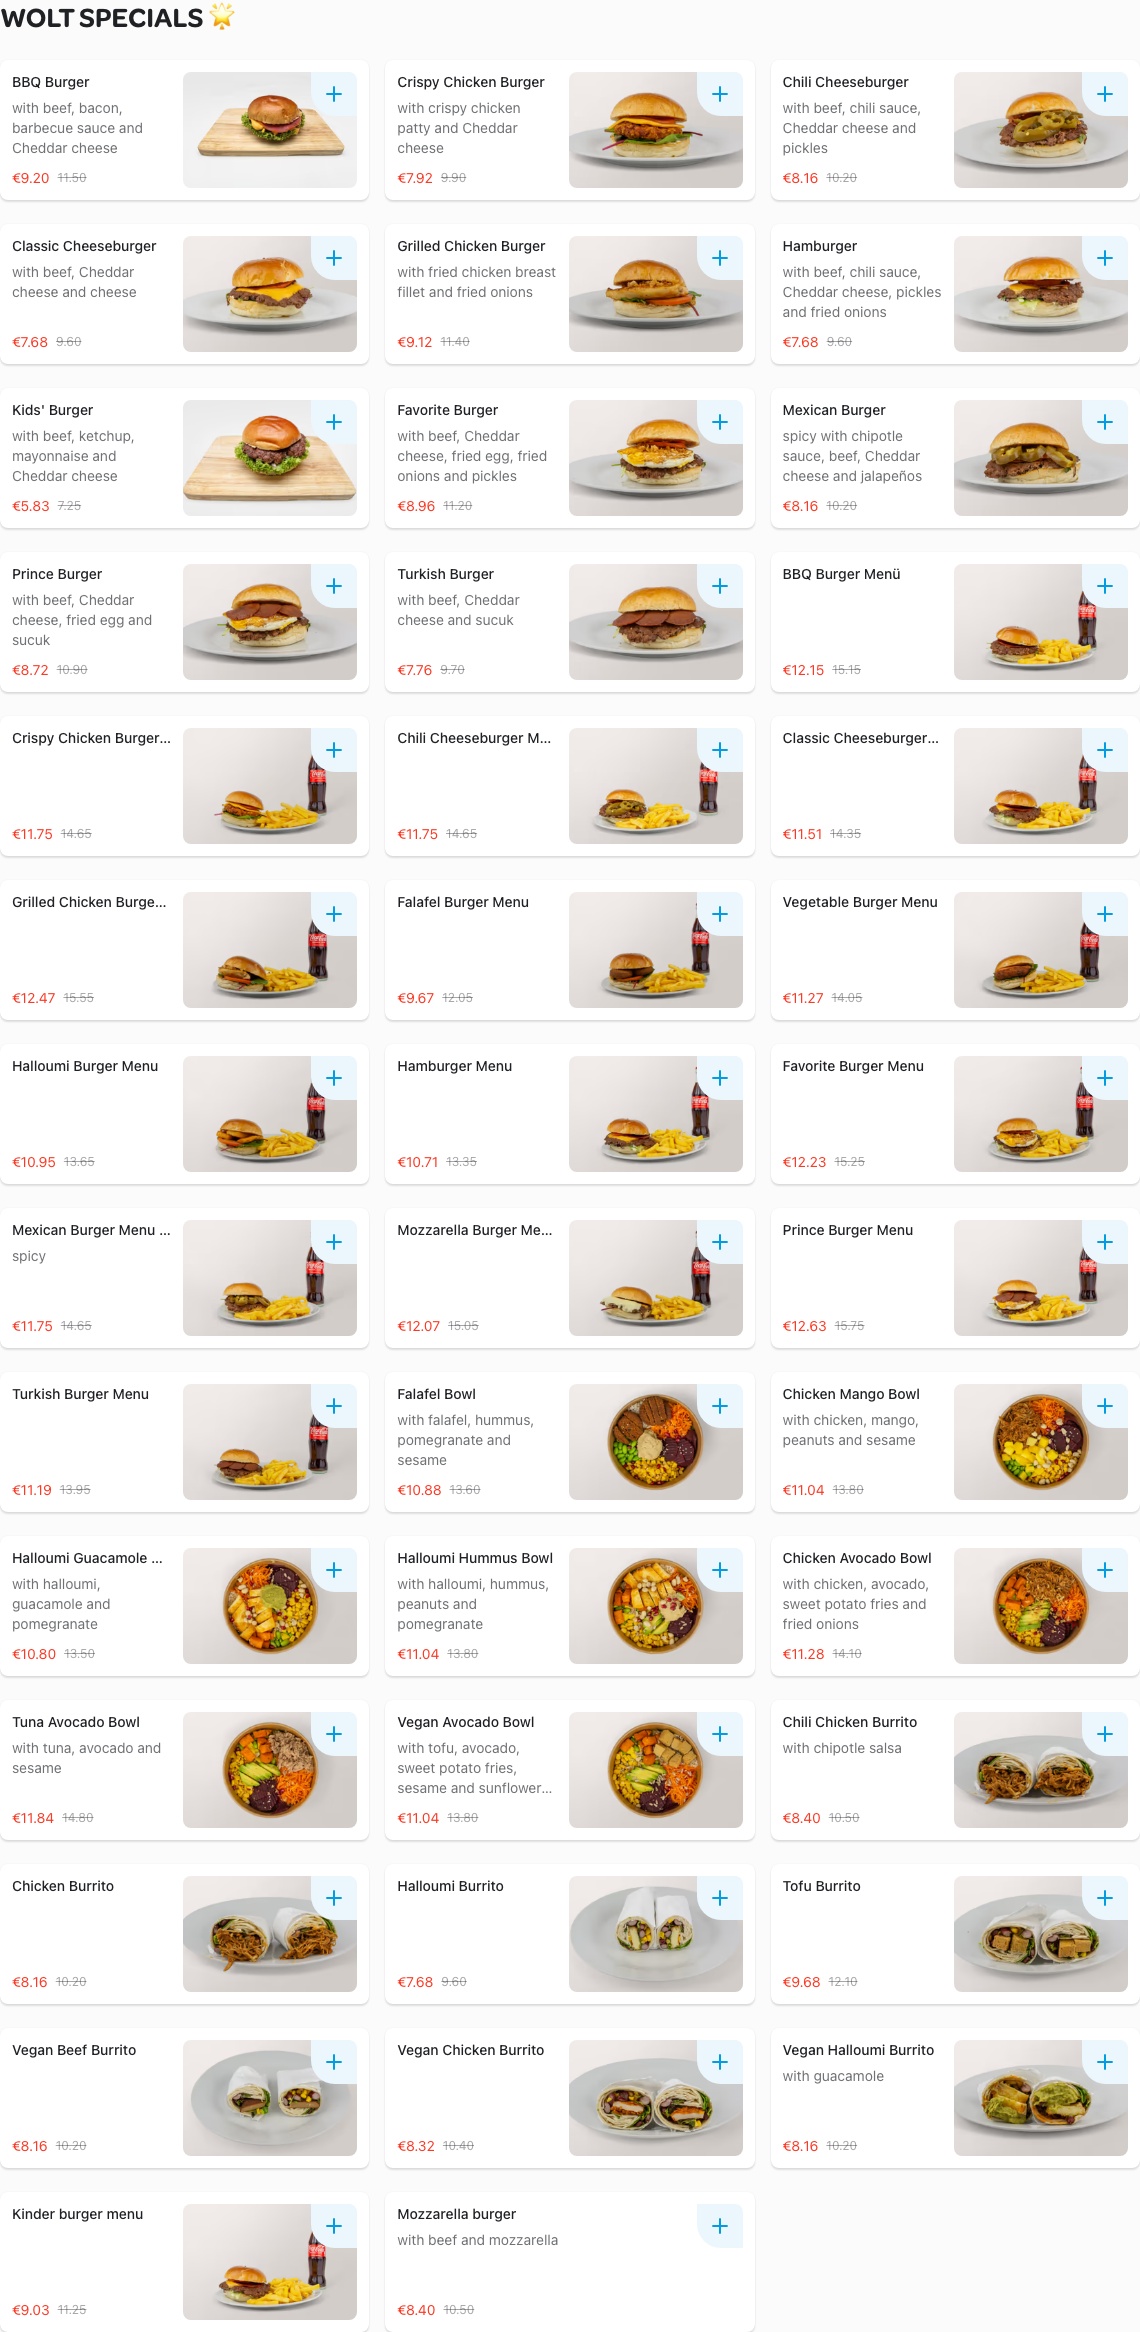 WOLT SPECIALS 🌟
BBQ Burger
with beef, bacon,
barbecue sauce and
Cheddar cheese
€9.20 11.50
Crispy Chicken Burger
with crispy chicken
patty and Cheddar
cheese
€7.92 9.90
Chili Cheeseburger
with beef, chili sauce,
Cheddar cheese and
pickles
€8.16 10.20
Classic Cheeseburger
with beef, Cheddar
cheese and cheese
€7.68 9.60
Grilled Chicken Burger
with fried chicken breast
fillet and fried onions
€9.12 11.40
Hamburger
with beef, chili sauce,
Cheddar cheese, pickles
and fried onions
€7.68 9.60
Kids' Burger
with beef, ketchup,
mayonnaise and
Cheddar cheese
€5.83 7.25
Favorite Burger
with beef, Cheddar
cheese, fried egg, fried
onions and pickles
€8.96 11.20
Mexican Burger
spicy with chipotle
sauce, beef, Cheddar
cheese and jalapeños
€8.16 10.20
Prince Burger
with beef, Cheddar
cheese, fried egg and
sucuk
€8.72 10.90
Turkish Burger
with beef, Cheddar
cheese and sucuk
€7.76 9.70
BBQ Burger Menü
€12.15 15.15
Crispy Chicken Burger...
€11.75 14.65
Chili Cheeseburger M...
€11.75 14.65
Classic Cheeseburger...
€11.51 14.35
Grilled Chicken Burge...
€12.47 15.55
Falafel Burger Menu
€9.67 12.05
Vegetable Burger Menu
€11.27 14.05
Halloumi Burger Menu
€10.95 13.65
Hamburger Menu
€10.71 13.35
Favorite Burger Menu
€12.23 15.25
Mexican Burger Menu ...
spicy
€11.75 14.65
Mozzarella Burger Me...
€12.07 15.05
Prince Burger Menu
€12.63 15.75
Turkish Burger Menu
€11.19 13.95
Falafel Bowl
with falafel, hummus,
pomegranate and
sesame
€10.88 13.60
Chicken Mango Bowl
with chicken, mango,
peanuts and sesame
€11.04 13.80
Halloumi Guacamole ...
with halloumi,
guacamole and
pomegranate
€10.80 13.50
Halloumi Hummus Bowl
with halloumi, hummus,
peanuts and
pomegranate
€11.04 13.80
Chicken Avocado Bowl
with chicken, avocado,
sweet potato fries and
fried onions
€11.28 14.10
Tuna Avocado Bowl
with tuna, avocado and
sesame
€11.84 14.80
Vegan Avocado Bowl
with tofu, avocado,
sweet potato fries,
sesame and sunflower...
€11.04 13.80
Chili Chicken Burrito
with chipotle salsa
€8.40 10.50
Chicken Burrito
€8.16 10.20
Halloumi Burrito
€7.68 9.60
Tofu Burrito
€9.68 12.10
Vegan Beef Burrito
€8.16 10.20
Vegan Chicken Burrito
€8.32 10.40
Vegan Halloumi Burrito
with guacamole
€8.16 10.20
Kinder burger menu
€9.03 11.25
Mozzarella burger
with beef and mozzarella
€8.40 10.50